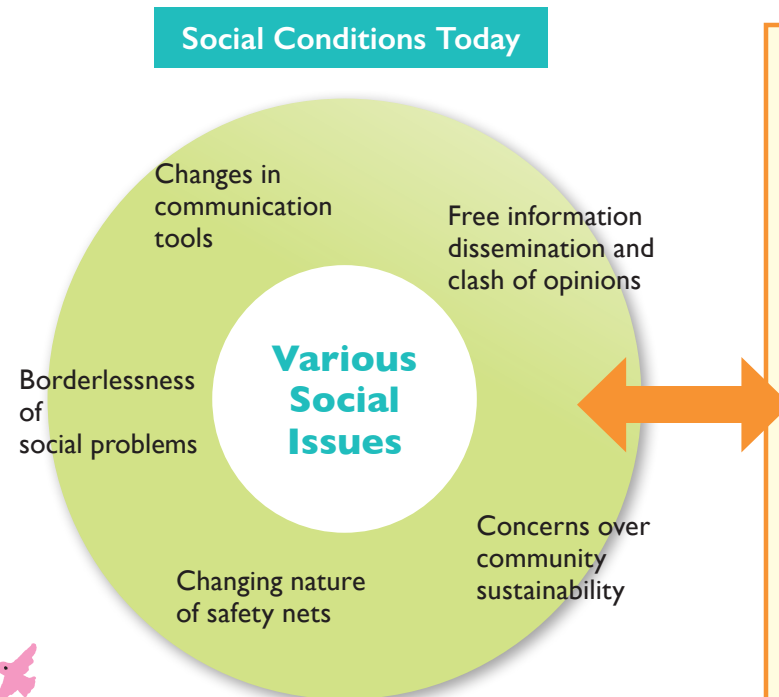 Social Conditions Today
Changes in
communication
tools
Free information
dissemination and
clash of opinions
Various
Social
Issues
Borderlessness
of
social problems
Concerns over
community
sustainability
Changing nature
of safety nets